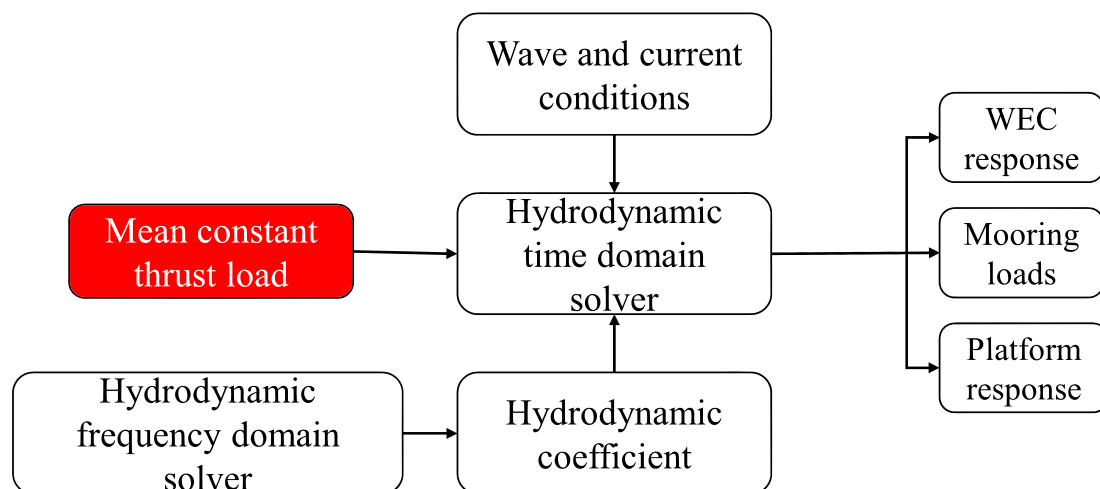 Wave and current
conditions
WEC
response
Mean constant
thrust load
Hydrodynamic
time domain
solver
Mooring
loads
Platform
response
Hydrodynamic
frequency domain
solver
Hydrodynamic
coefficient